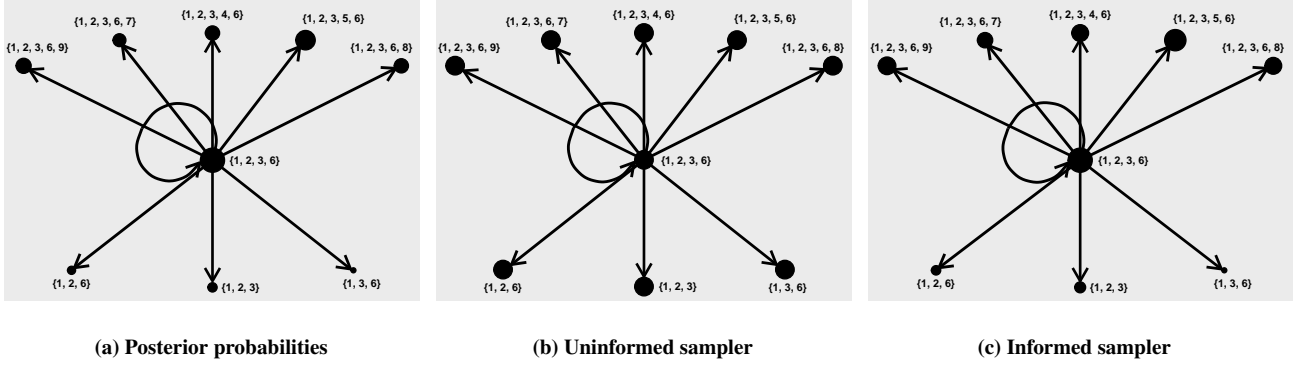 {1, 2, 3, 4, 6}
{1, 2, 3, 6, 7}
{1, 2, 3, 5, 6}
{1, 2, 3, 6, 9}
{1, 2, 3, 6, 8}
{1, 2, 3, 6}
{1, 2, 6}
{1, 2, 3}
{1, 3, 6}
(a) Posterior probabilities
{1, 2, 3, 4, 6}
{1, 2, 3, 6, 7}
{1, 2, 3, 5, 6}
{1, 2, 3, 6, 9}
{1, 2, 3, 6, 8}
{1, 2, 3, 6}
{1, 2, 6}
{1, 2, 3}
{1, 3, 6}
(b) Uninformed sampler
{1, 2, 3, 4, 6}
{1, 2, 3, 6, 7}
{1, 2, 3, 5, 6}
{1, 2, 3, 6, 9}
{1, 2, 3, 6, 8}
{1, 2, 3, 6}
{1, 2, 6}
{1, 2, 3}
{1, 3, 6}
(c) Informed sampler